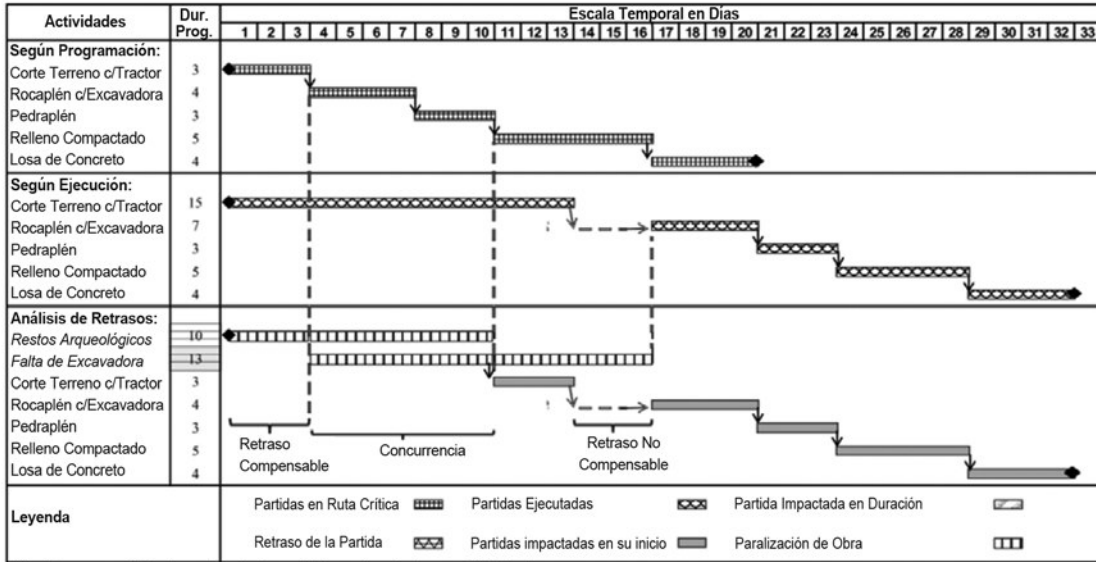 Actividades Dur. Prog. Escala Temporal en Días
1 2 3 4 5 6 7 8 9 10 11 12 13 14 15 16 17 18 19 20 21 22 23 24 25 26 27 28 29 30 31 32 33
Según Programación:
Corte Terreno c/Tractor 3
Rocaplén c/Excavadora 4
Pedraplén 3
Relleno Compactado 5
Losa de Concreto 4
Según Ejecución:
Corte Terreno c/Tractor 15
Rocaplén c/Excavadora 7
Pedraplén 3
Relleno Compactado 5
Losa de Concreto 4
Análisis de Retrasos:
Restos Arqueológicos 10
Falta de Excavadora 13
Corte Terreno c/Tractor 3
Rocaplén c/Excavadora 4
Pedraplén 3
Relleno Compactado 5
Losa de Concreto 4
Retraso Compensable
Concurrencia
Retraso No Compensable
Leyenda
Partidas en Ruta Crítica Partidas Ejecutadas Partida Impactada en Duración
Retraso de la Partida Partidas impactadas en su inicio Paralización de Obra